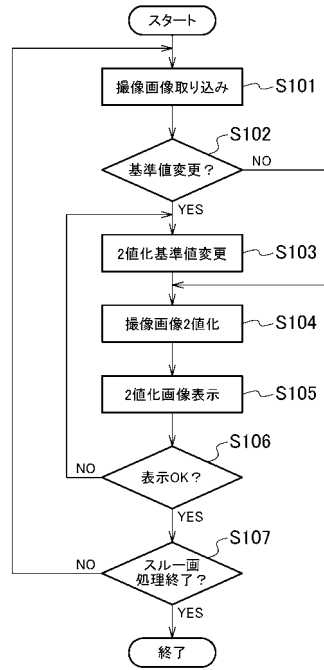 スタート
撮像画像取り込み
S101
S102
基準値変更？
NO
YES
2値化基準値変更
S103
撮像画像2値化
S104
2値化画像表示
S105
S106
表示OK？
NO
YES
S107
スルー画
処理終了？
NO
YES
終了